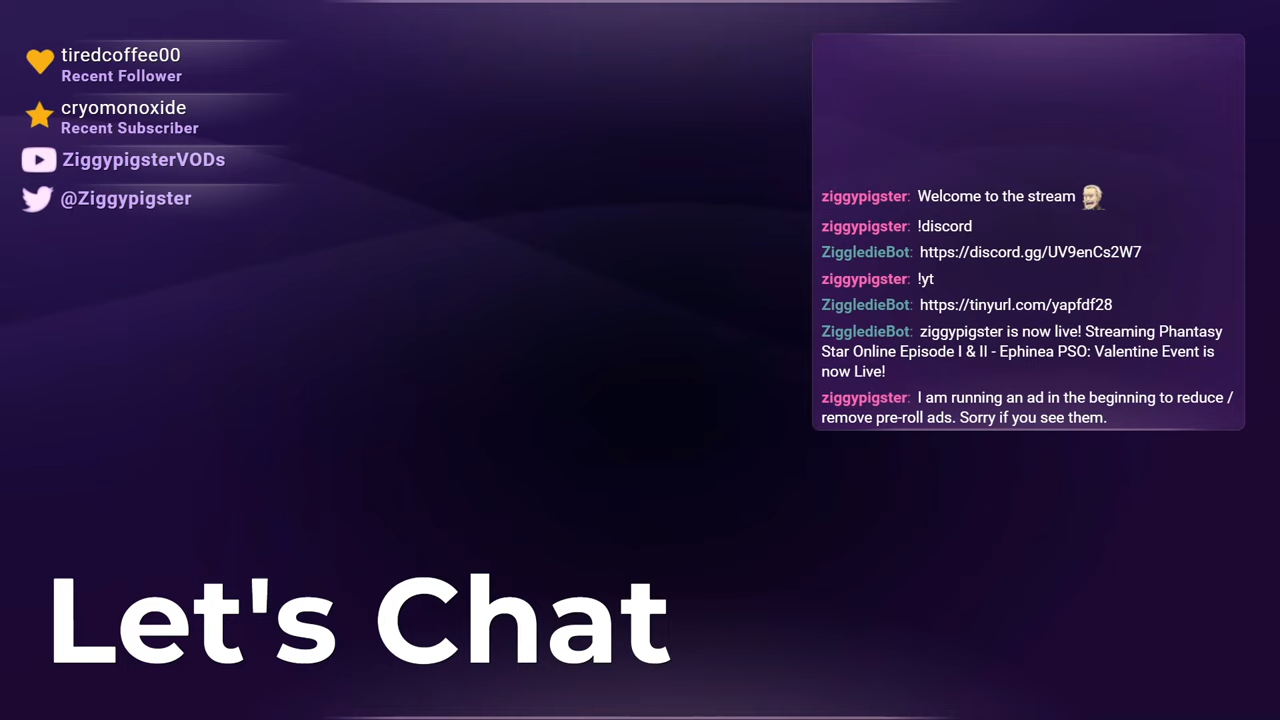 tiredcoffee00
Recent Follower
cryomonoxide
Recent Subscriber
ZiggypigsterVODs
@Ziggypigster
ziggypigster: Welcome to the stream
ziggypigster: !discord
ZiggledieBot: https://discord.gg/UV9enCs2W7
ziggypigster: !yt
ZiggledieBot: https://tinyurl.com/yapfdf28
ZiggledieBot: ziggypigster is now live! Streaming Phantasy
Star Online Episode I & II - Ephinea PSO: Valentine Event is
now Live!
ziggypigster: I am running an ad in the beginning to reduce /
remove pre-roll ads. Sorry if you see them.
Let's Chat